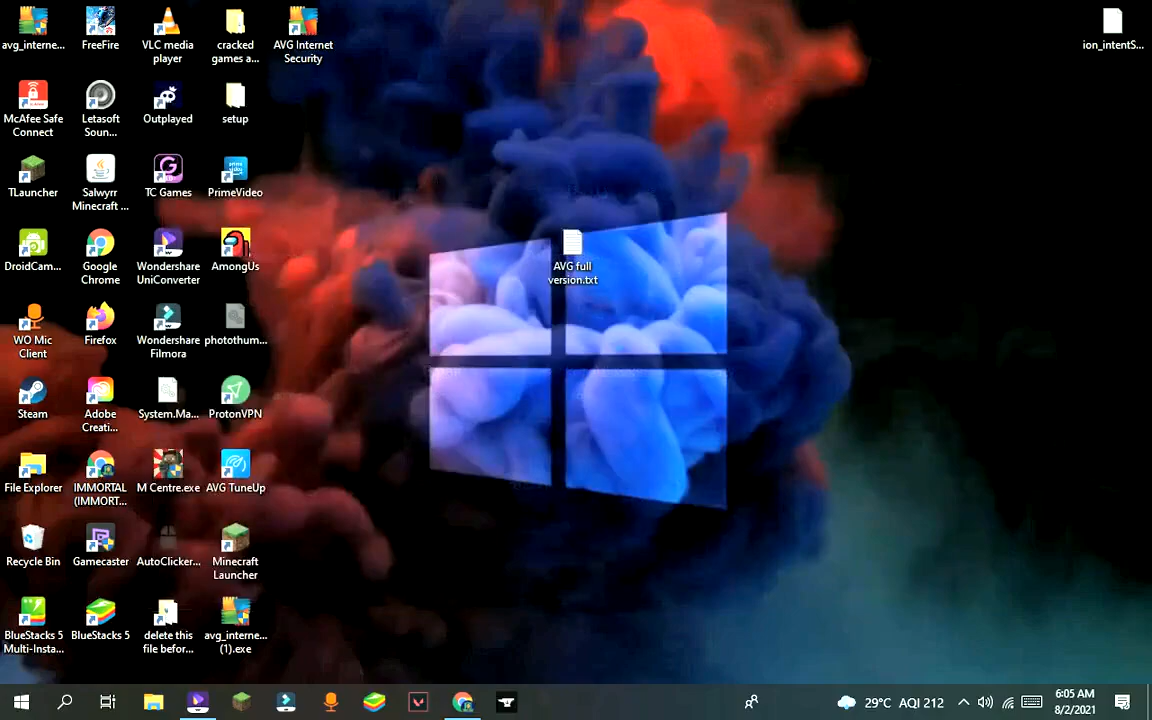 avg_interne...
FreeFire
VLC media
player
cracked
games a...
AVG Internet
Security
ion_intentS...
McAfee Safe
Connect
Letasoft
Soun...
Outplayed
setup
TLauncher
Salwyrr
Minecraft ...
TC Games
PrimeVideo
DroidCam...
Google
Chrome
Wondershare
UniConverter
AmongUs
AVG full
version.txt
WO Mic
Client
Firefox
Wondershare
Filmora
photothum...
Steam
Adobe
Creati...
System.Ma...
ProtonVPN
File Explorer
IMMORTAL
(IMMORT...
M Centre.exe
AVG TuneUp
Recycle Bin
Gamecaster
AutoClicker...
Minecraft
Launcher
BlueStacks 5
Multi-Insta...
BlueStacks 5
delete this
file befor...
avg_interne...
(1).exe
29°C AQI 212
6:05 AM
8/2/2021